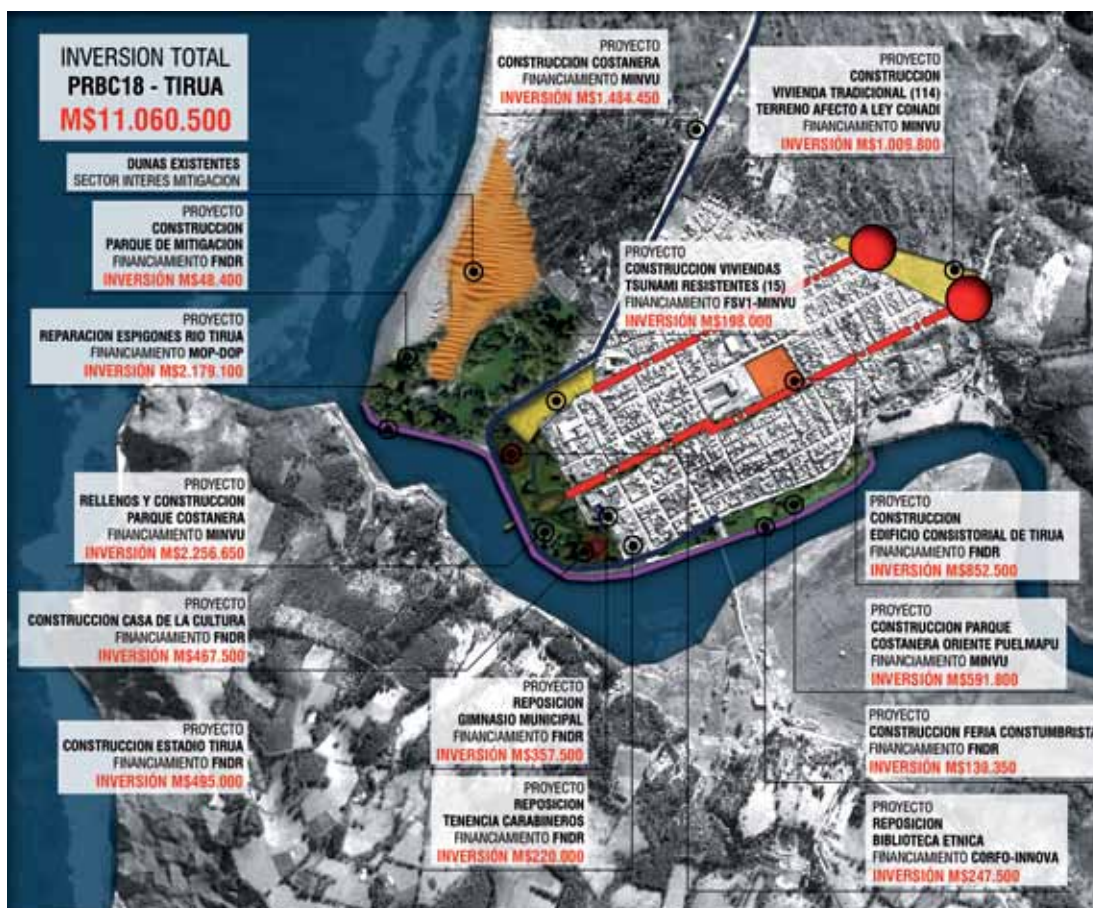 INVERSION TOTAL
PRBC18 - TIRUA
M$11.060.500
DUNAS EXISTENTES
SECTOR INTERES MITIGACION
PROYECTO
CONSTRUCCION
PARQUE DE MITIGACION
FINANCIAMIENTO FNDR
INVERSIÓN M$48.400
PROYECTO
REPARACION ESPIGONES RIO TIRUA
FINANCIAMIENTO MOP-DOP
INVERSIÓN M$2.179.100
PROYECTO
RELLENOS Y CONSTRUCCION
PARQUE COSTANERA
FINANCIAMIENTO MINVU
INVERSIÓN M$2.256.650
PROYECTO
CONSTRUCCION CASA DE LA CULTURA
FINANCIAMIENTO FNDR
INVERSIÓN M$467.500
PROYECTO
CONSTRUCCION ESTADIO TIRUA
FINANCIAMIENTO FNDR
INVERSIÓN M$495.000
PROYECTO
CONSTRUCCION COSTANERA
FINANCIAMIENTO MINVU
INVERSIÓN M$1.484.450
PROYECTO
CONSTRUCCION
VIVIENDA TRADICIONAL (114)
TERRENO AFECTO A LEY CONADI
FINANCIAMIENTO MINVU
INVERSIÓN M$1.009.800
PROYECTO
CONSTRUCCION VIVIENDAS
TSUNAMI RESISTENTES (15)
FINANCIAMIENTO FSV1-MINVU
INVERSIÓN M$198.000
PROYECTO
REPOSICION
GIMNASIO MUNICIPAL
FINANCIAMIENTO FNDR
INVERSIÓN M$357.500
PROYECTO
REPOSICION
TENENCIA CARABINEROS
FINANCIAMIENTO FNDR
INVERSIÓN M$220.000
PROYECTO
CONSTRUCCION
EDIFICIO CONSISTORIAL DE TIRUA
FINANCIAMIENTO FNDR
INVERSIÓN M$852.500
PROYECTO
CONSTRUCCION PARQUE
COSTANERA ORIENTE PUELMAPU
FINANCIAMIENTO MINVU
INVERSIÓN M$591.800
PROYECTO
CONSTRUCCION FERIA CONSTUMBRISTA
FINANCIAMIENTO FNDR
INVERSIÓN M$139.350
PROYECTO
REPOSICION
BIBLIOTECA ETNICA
FINANCIAMIENTO CORFO-INNOVA
INVERSIÓN M$247.500